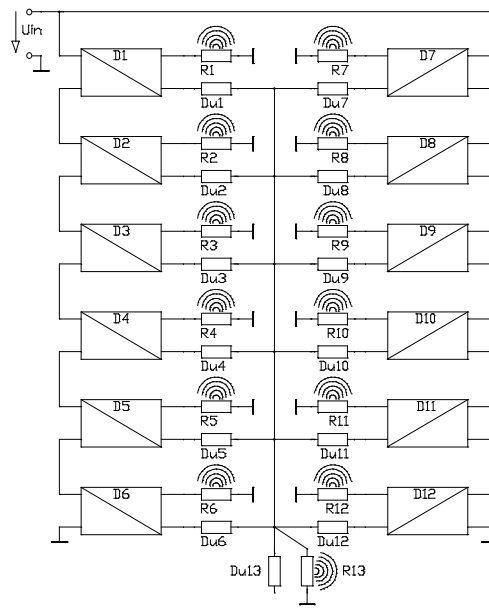 Uin
D1 R1 R7 D7
Du1 Du7
D2 R2 R8 D8
Du2 Du8
D3 R3 R9 D9
Du3 Du9
D4 R4 R10 D10
Du4 Du10
D5 R5 R11 D11
Du5 Du11
D6 R6 R12 D12
Du6 Du12
Du13 R13